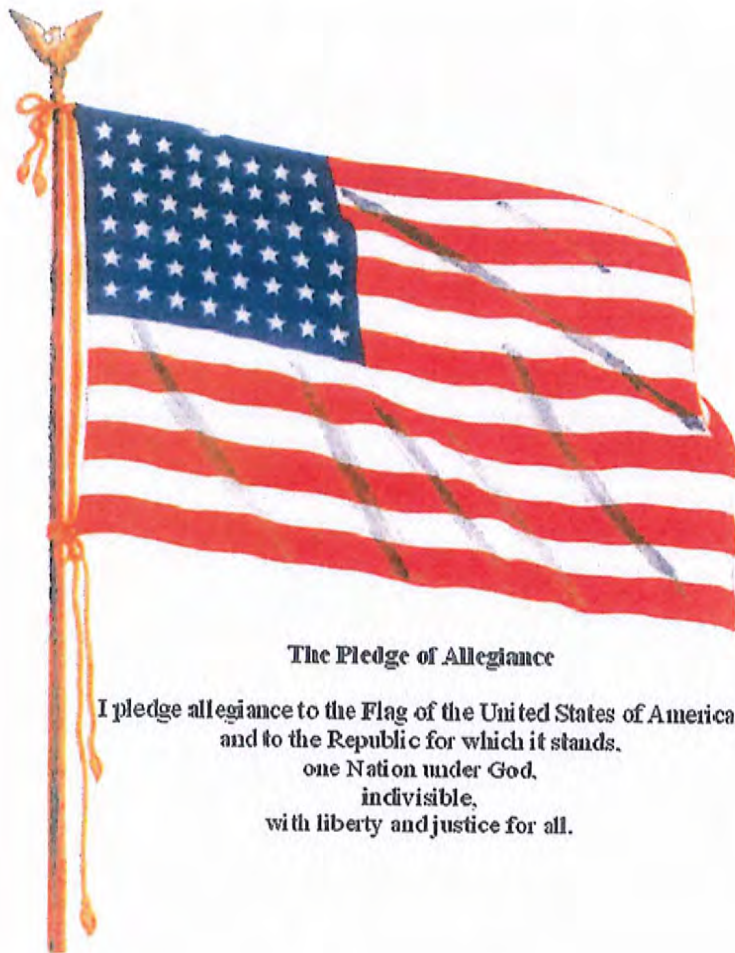 The Pledge of Allegiance
I pledge allegiance to the Flag of the United States of America
and to the Republic for which it stands,
one Nation under God,
indivisible,
with liberty and justice for all.